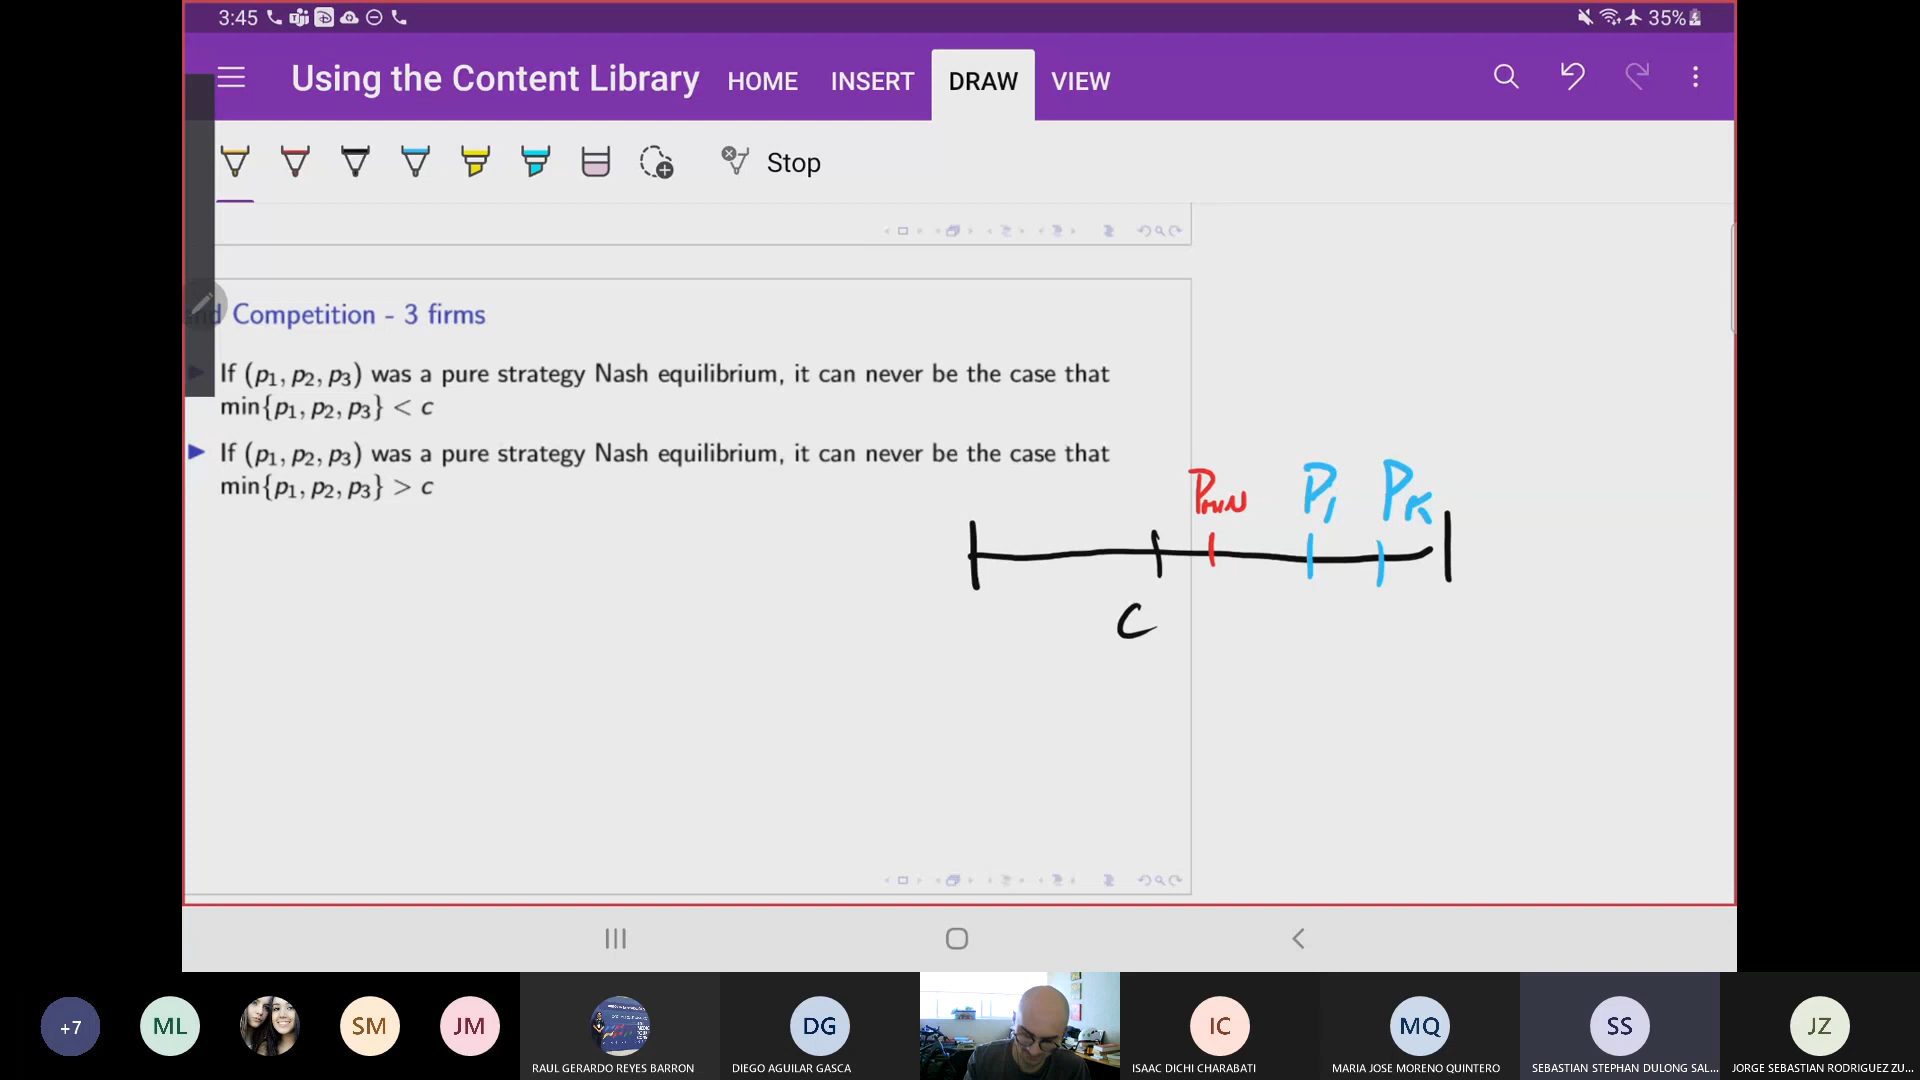 3:45 35%
Using the Content Library HOME INSERT DRAW VIEW
Stop
nd Competition - 3 firms
If (p₁, p₂, p₃) was a pure strategy Nash equilibrium, it can never be the case that
min{p₁, p₂, p₃} < c
If (p₁, p₂, p₃) was a pure strategy Nash equilibrium, it can never be the case that
min{p₁, p₂, p₃} > c
PMIN Pj PK
C
+7 ML SM JM DG IC MQ SS JZ
RAUL GERARDO REYES BARRON DIEGO AGUILAR GASCA ISAAC DICHI CHARABATI MARIA JOSE MORENO QUINTERO SEBASTIAN STEPHAN DULONG SAL... JORGE SEBASTIAN RODRIGUEZ ZU...